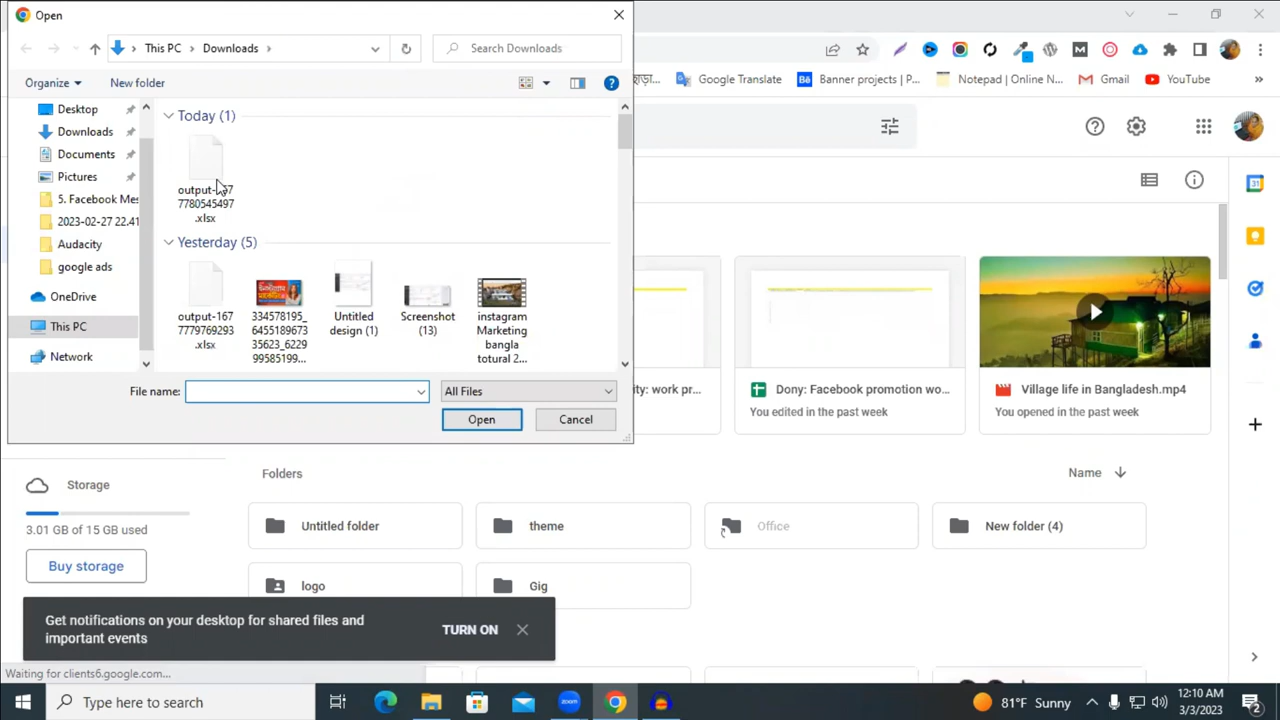 Open
This PC
Downloads
Search Downloads
Organize
New folder
Desktop
Downloads
Documents
Pictures
5. Facebook Mes
2023-02-27 22.41
Audacity
google ads
OneDrive
This PC
Network
Today (1)
7780545497
.xlsx
Yesterday (5)
output-167
7779769293
.xlsx
334578195_
6455189673
35623_6229
99585199...
Untitled
design (1)
Screenshot
(13)
instagram
Marketing
bangla
totural 2...
File name:
All Files
Open
Cancel
Google Translate
Bē
Banner projects | P...
Notepad | Online N...
Gmail
YouTube
31
ity: work pr...
Dony: Facebook promotion wo...
You edited in the past week
Village life in Bangladesh.mp4
You opened in the past week
Storage
3.01 GB of 15 GB used
Buy storage
Folders
Name
Untitled folder
theme
Office
New folder (4)
logo
Gig
Get notifications on your desktop for shared files and
important events
TURN ON
Waiting for clients6.google.com...
Type here to search
zoom
81°F Sunny
12:10 AM
3/3/2023
2